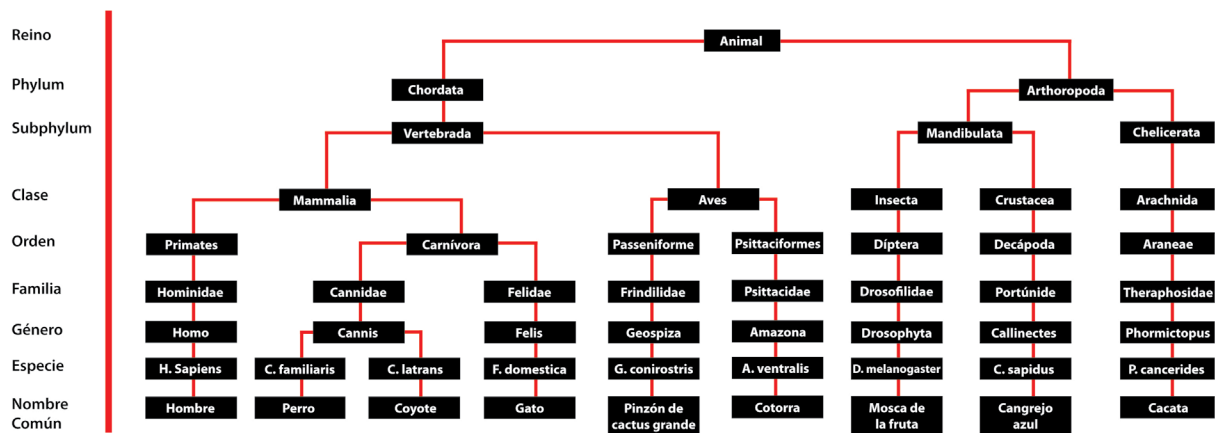 Reino
Animal
Phylum
Chordata
Arthoropoda
Subphylum
Vertebrada
Mandibulata
Chelicerata
Clase
Mammalia
Aves
Insecta
Crustacea
Arachnida
Orden
Primates
Carnívora
Passeniforme
Psittaciformes
Díptera
Decápoda
Araneae
Familia
Hominidae
Cannidae
Felidae
Frindilidae
Psittacidae
Drosofilidae
Portúnide
Theraphosidae
Género
Homo
Cannis
Felis
Geospiza
Amazona
Drosophyta
Callinectes
Phormictopus
Especie
H. Sapiens
C. familiaris
C. latrans
F. domestica
G. conirostris
A. ventralis
D. melanogaster
C. sapidus
P. cancerides
Nombre
Común
Hombre
Perro
Coyote
Gato
Pinzón de
cactus grande
Cotorra
Mosca de
la fruta
Cangrejo
azul
Cacata